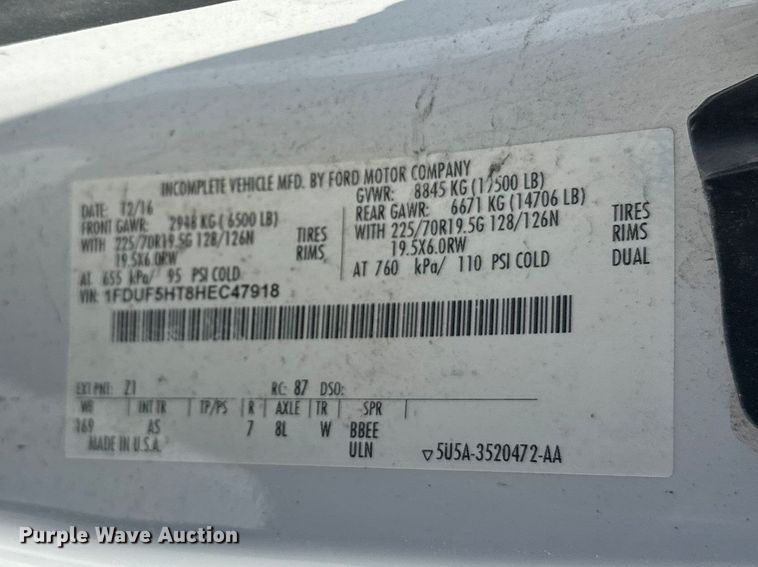 INCOMPLETE VEHICLE MFD. BY FORD MOTOR COMPANY
DATE: 12/16 GVWR: 8845 KG (19500 LB)
FRONT GAWR: 2948 KG (6500 LB) REAR GAWR: 6671 KG (14706 LB)
WITH 225/70R19.5G 128/126N TIRES WITH 225/70R19.5G 128/126N TIRES
19.5X6.0RW RIMS 19.5X6.0RW RIMS
AT 655 kPa/ 95 PSI COLD AT 760 kPa/ 110 PSI COLD DUAL
VIN: 1FDUF5HT8HEC47918
EXT PNT: Z1 RC: 87 DSO:
WB INT TR TP/PS R AXLE TR SPR
169 AS 7 8L W BBEE
MADE IN U.S.A. ULN 5U5A-3520472-AA
Purple Wave Auction